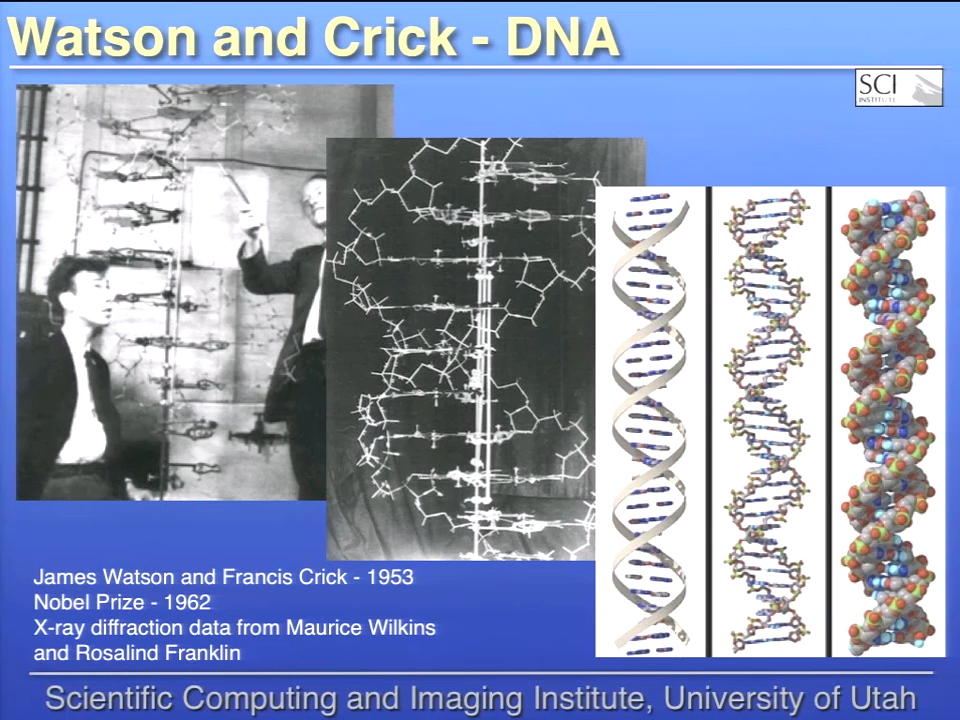 Watson and Crick - DNA
SCI
INSTITUTE
James Watson and Francis Crick - 1953
Nobel Prize - 1962
X-ray diffraction data from Maurice Wilkins
and Rosalind Franklin
Scientific Computing and Imaging Institute, University of Utah